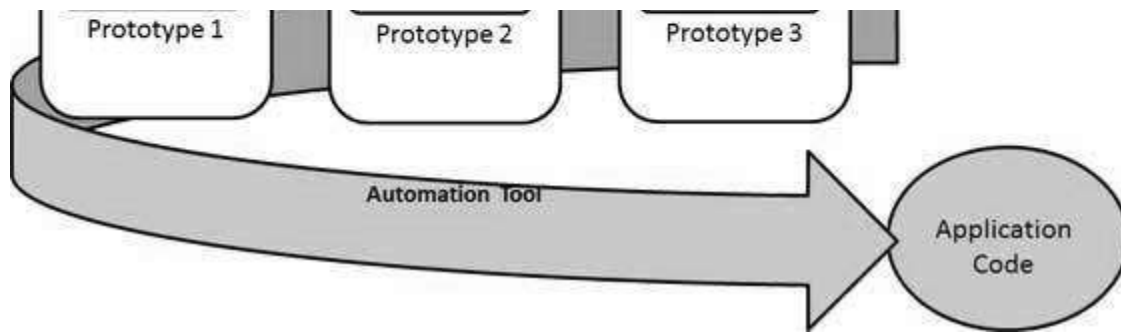 Prototype 1
Prototype 2
Prototype 3
Automation Tool
Application
Code